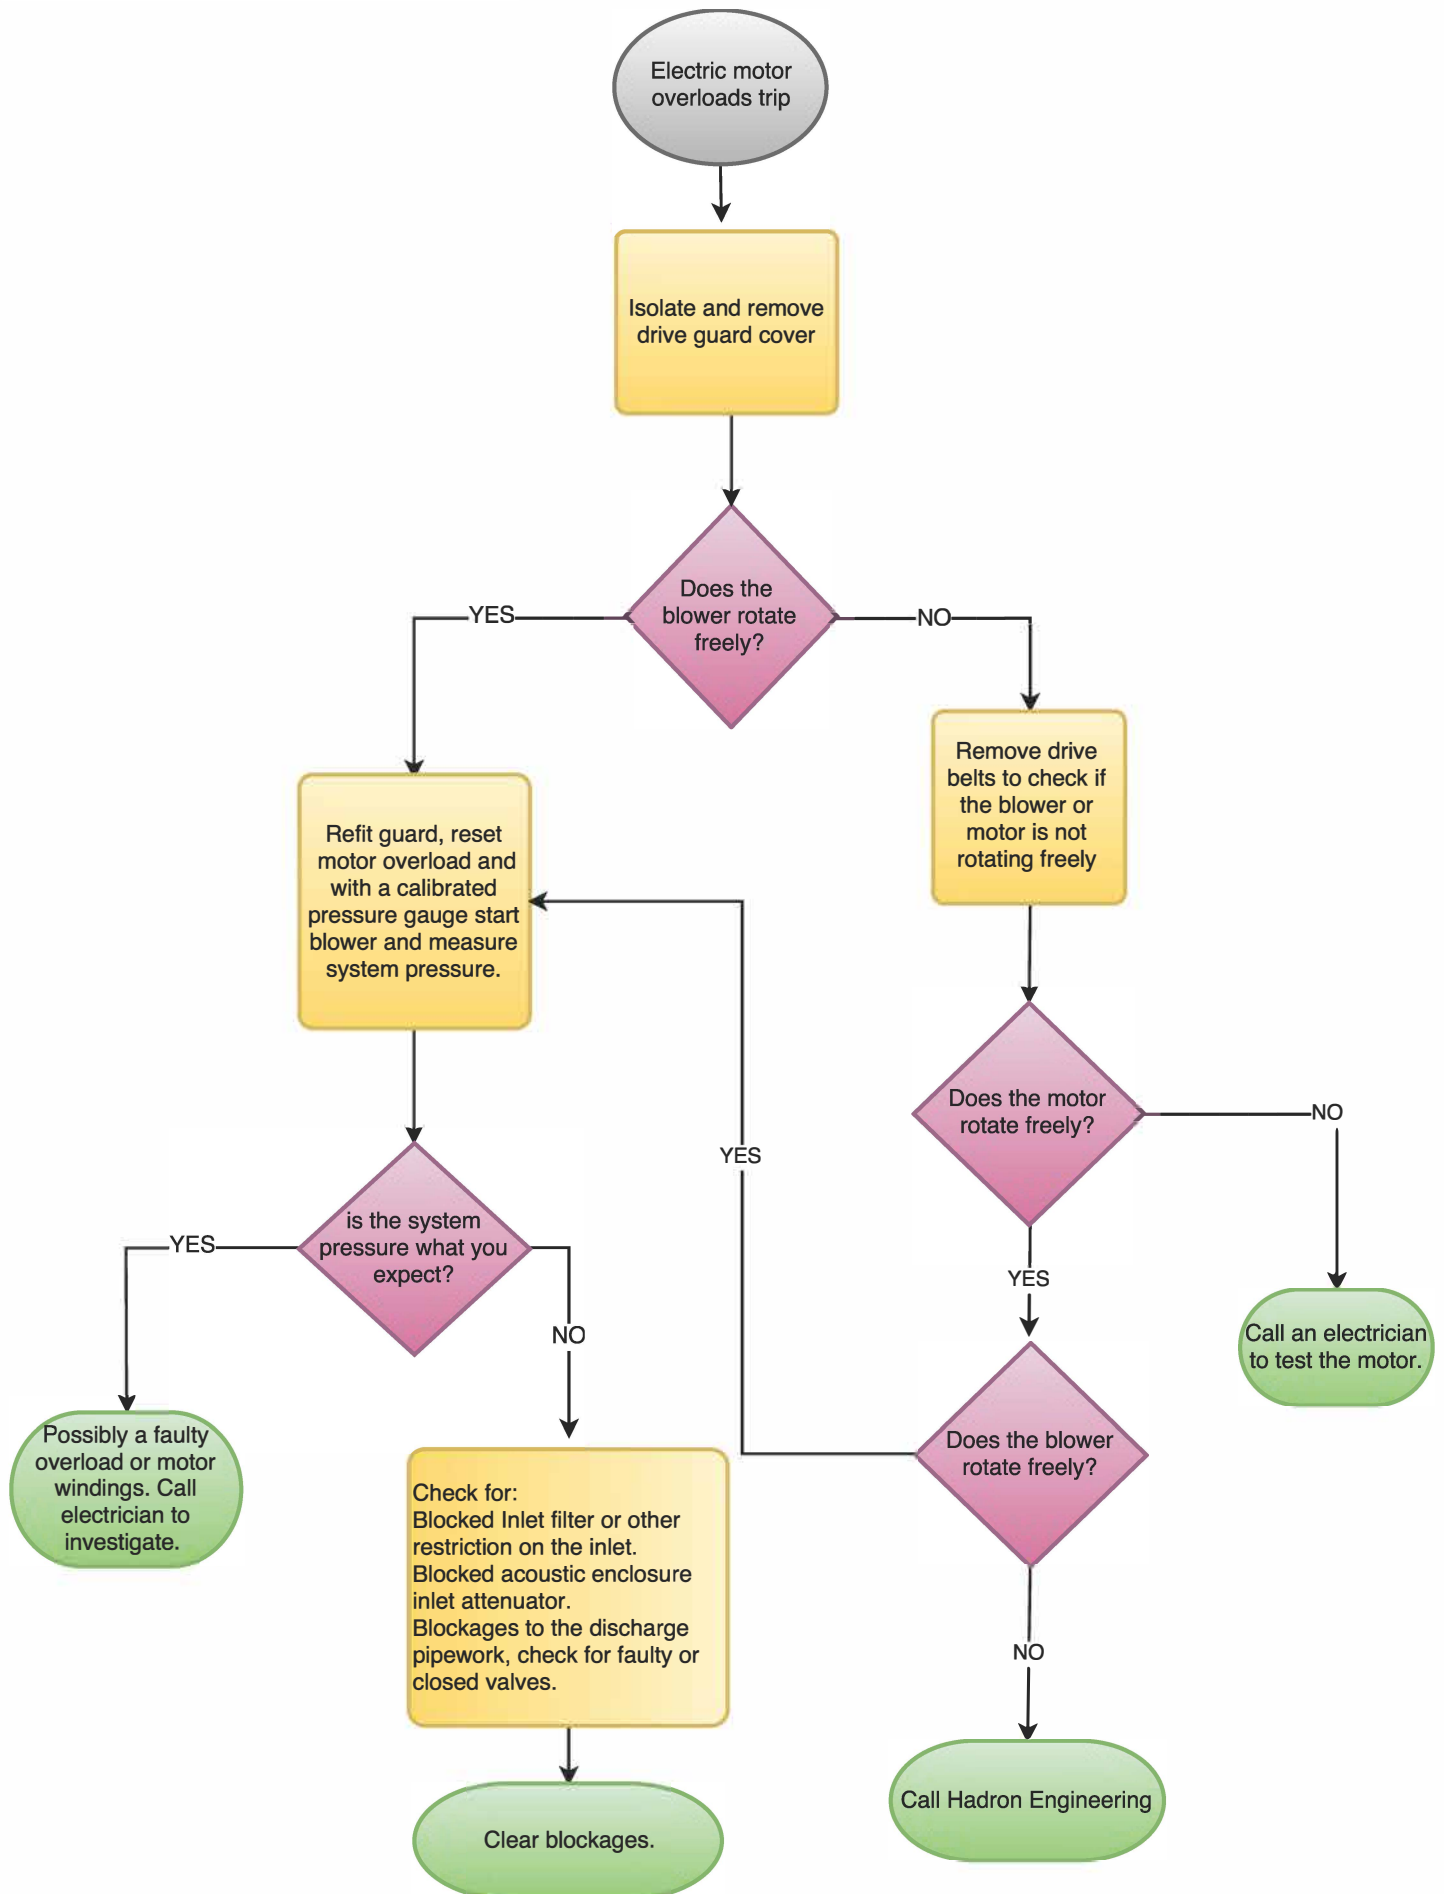 Electric motor
overloads trip
Isolate and remove
drive guard cover
Does the
blower rotate
freely?
YES
NO
Remove drive
belts to check if
the blower or
motor is not
rotating freely
Refit guard, reset
motor overload and
with a calibrated
pressure gauge start
blower and measure
system pressure.
Does the motor
rotate freely?
NO
YES
is the system
pressure what you
expect?
YES
YES
NO
Call an electrician
to test the motor.
Does the blower
rotate freely?
Possibly a faulty
overload or motor
windings. Call
electrician to
investigate.
Check for:
Blocked Inlet filter or other
restriction on the inlet.
Blocked acoustic enclosure
inlet attenuator.
Blockages to the discharge
pipework, check for faulty or
closed valves.
NO
Call Hadron Engineering
Clear blockages.